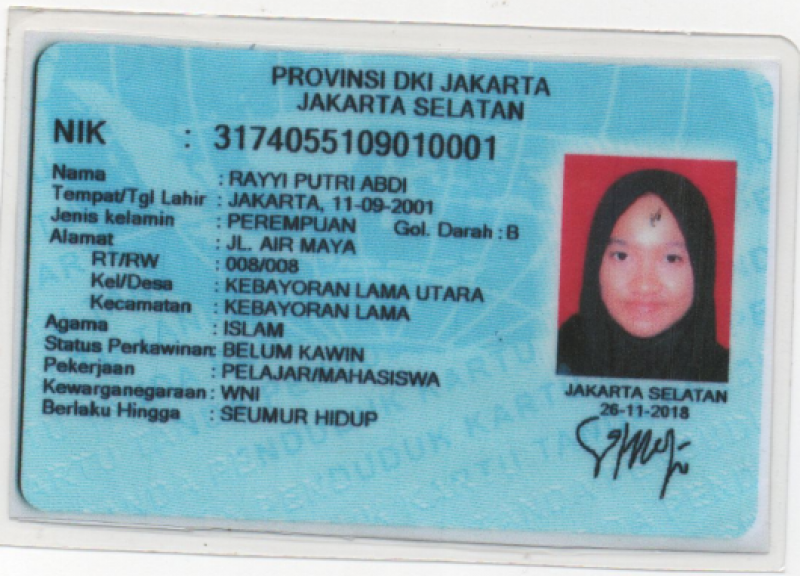 PROVINSI DKI JAKARTA
JAKARTA SELATAN
NIK : 3174055109010001
Nama : RAYYI PUTRI ABDI
Tempat/Tgl Lahir : JAKARTA, 11-09-2001
Jenis kelamin : PEREMPUAN Gol. Darah : B
Alamat : JL. AIR MAYA
RT/RW : 008/008
Kel/Desa : KEBAYORAN LAMA UTARA
Kecamatan : KEBAYORAN LAMA
Agama : ISLAM
Status Perkawinan: BELUM KAWIN
Pekerjaan : PELAJAR/MAHASISWA
Kewarganegaraan : WNI
Berlaku Hingga : SEUMUR HIDUP
JAKARTA SELATAN
26-11-2018